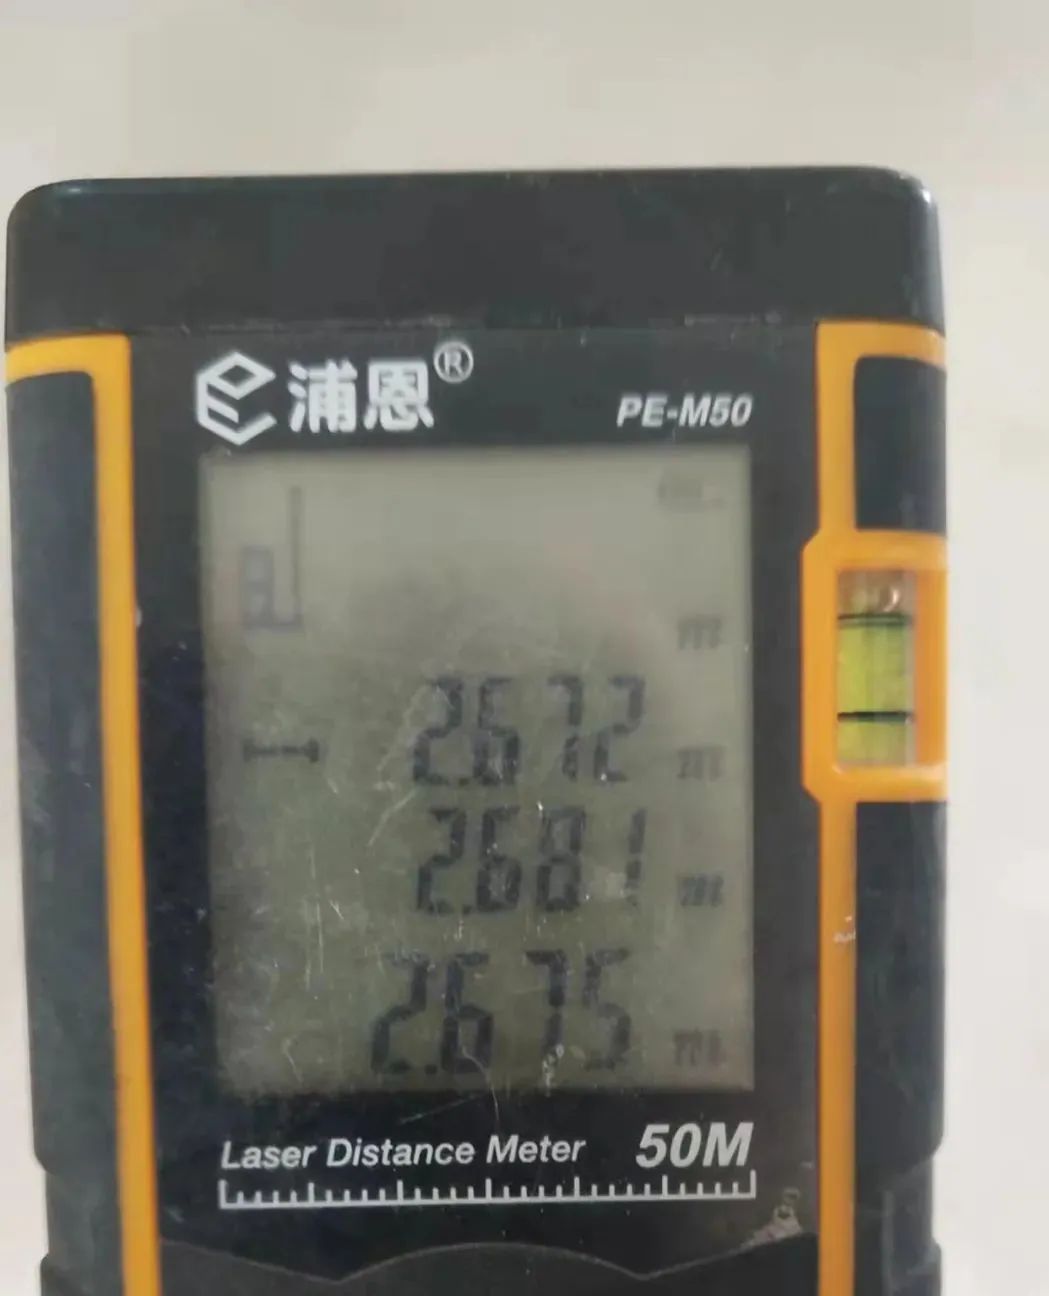 浦恩®
PE-M50
m
2.672 m
2.681 m
2.675 m
Laser Distance Meter 50M